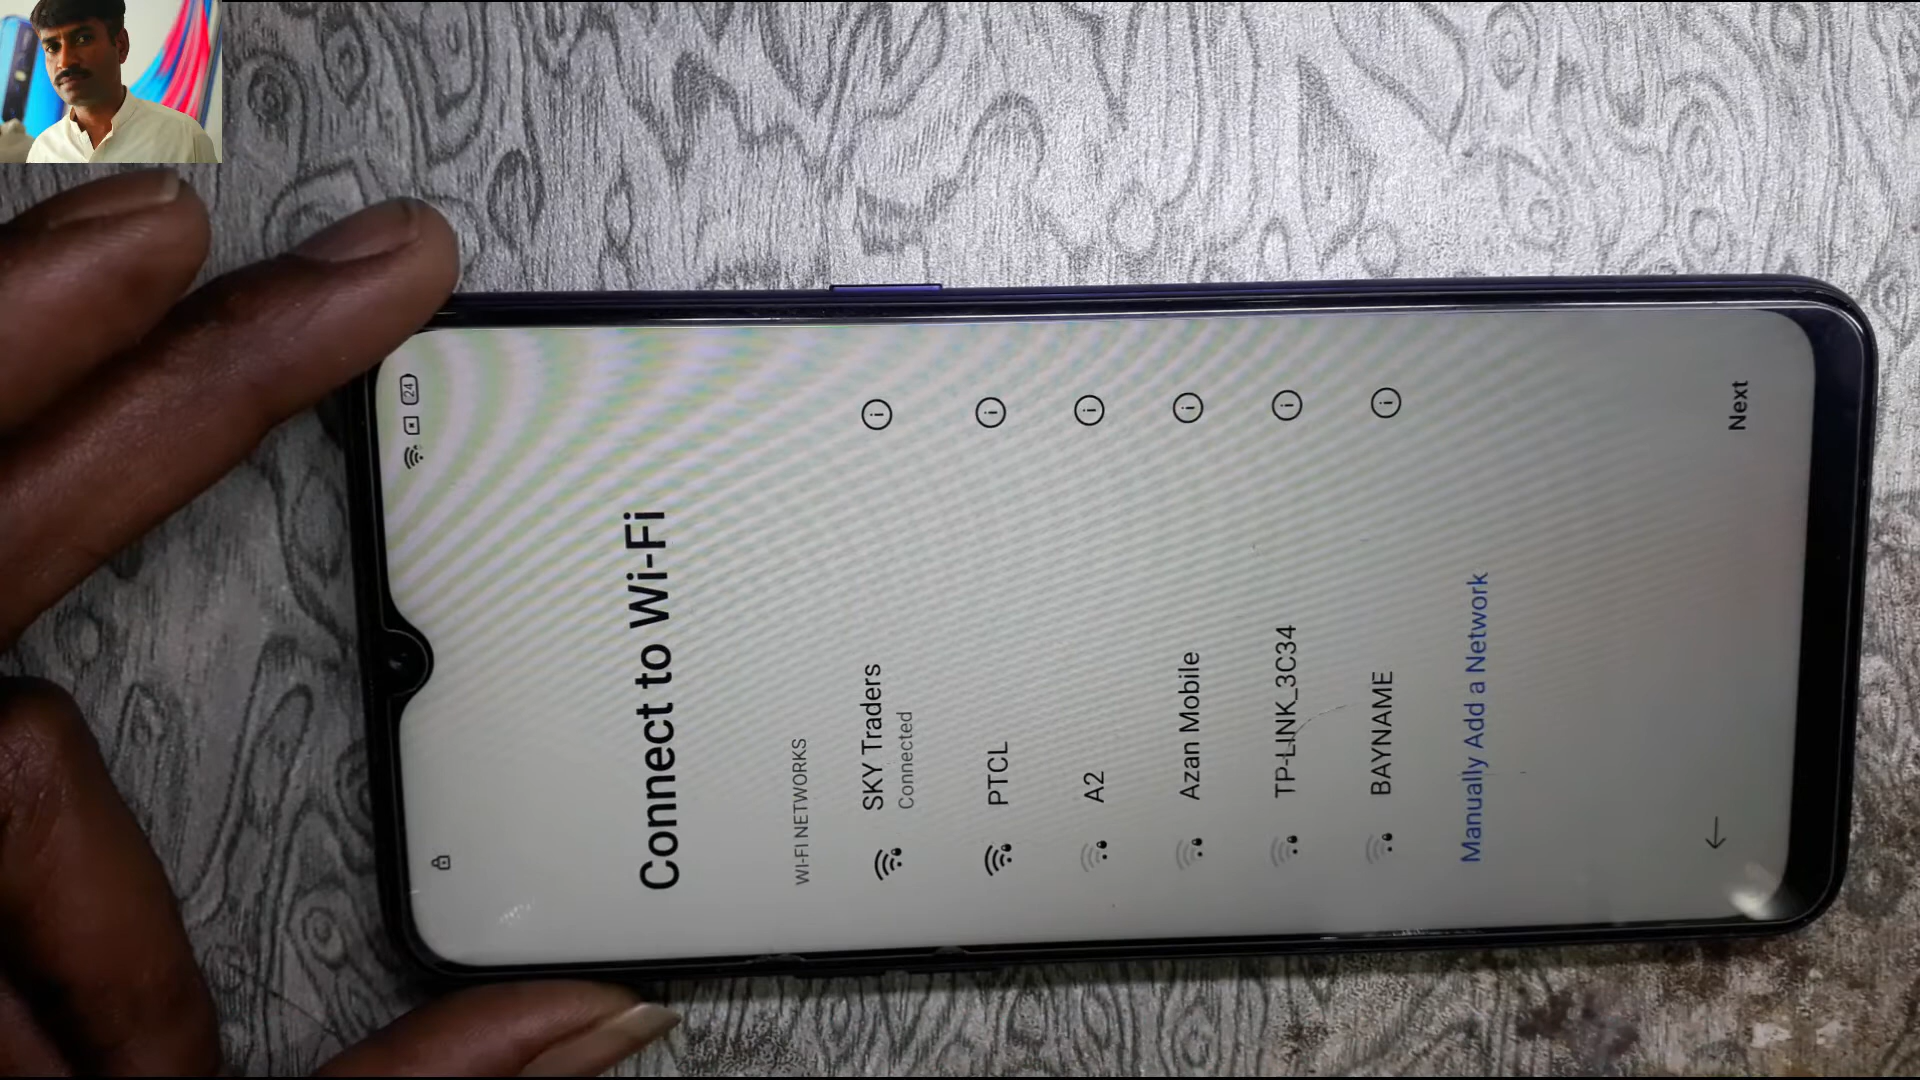 24
Connect to Wi-Fi
WI-FI NETWORKS
SKY Traders
Connected
PTCL
A2
Azan Mobile
TP-LINK_3C34
BAYNAME
Manually Add a Network
Next